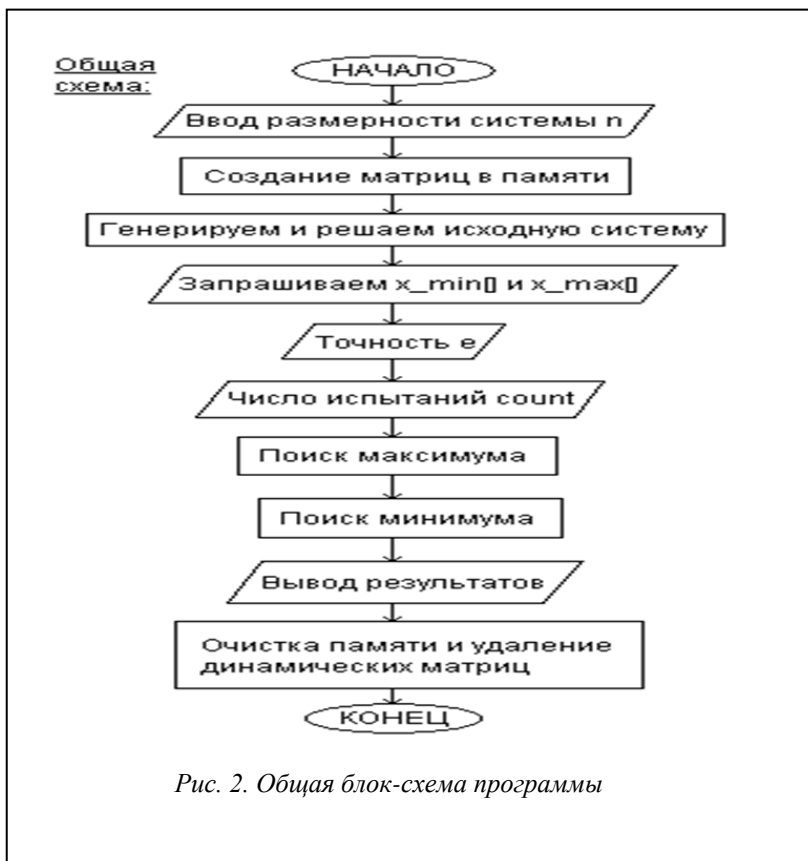 Общая
схема:
НАЧАЛО
Ввод размерности системы n
Создание матриц в памяти
Генерируем и решаем исходную систему
Запрашиваем x_min[] и x_max[]
Точность e
Число испытаний count
Поиск максимума
Поиск минимума
Вывод результатов
Очистка памяти и удаление
динамических матриц
КОНЕЦ
Рис. 2. Общая блок-схема программы